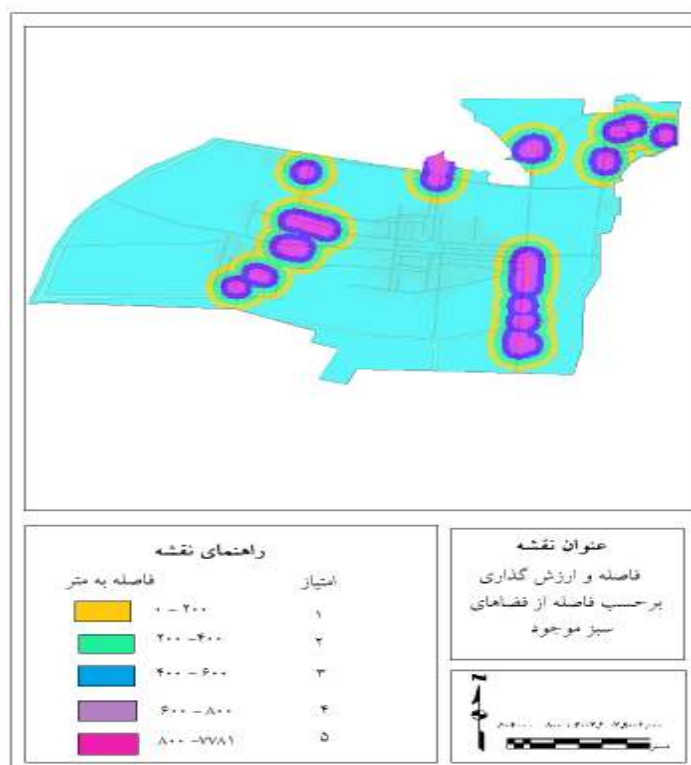 راهنمای نقشه
امتیاز فاصله به متر
۱ ۰ - ۲۰۰
۲ ۲۰۰ -۴۰۰
۳ ۴۰۰ - ۶۰۰
۴ ۶۰۰ - ۸۰۰
۵ ۸۰۰ -۷۷۸۱
عنوان نقشه
فاصله و ارزش گذاری
برحسب فاصله از فضاهای
سبز موجود